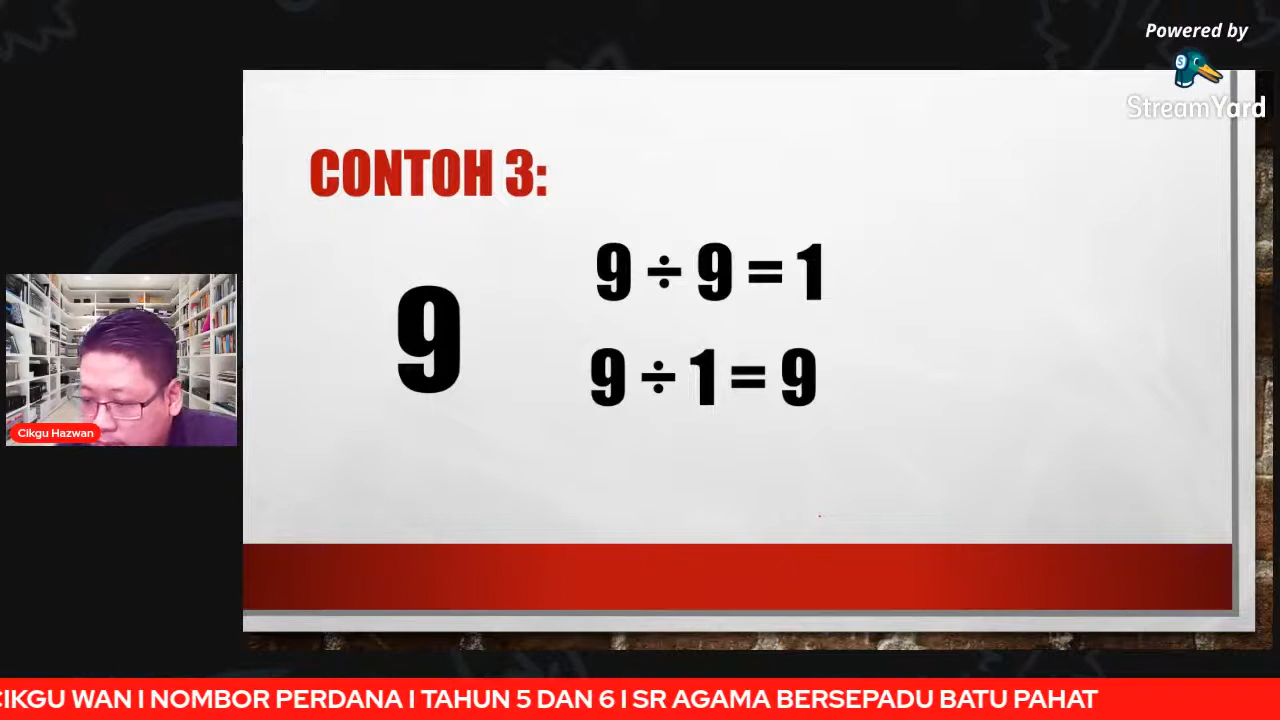 Powered by
StreamYard
CONTOH 3:
9 ÷ 9 = 1
9
9 ÷ 1 = 9
Cikgu Hazwan
CIKGU WAN I NOMBOR PERDANA I TAHUN 5 DAN 6 I SR AGAMA BERSEPADU BATU PAHAT